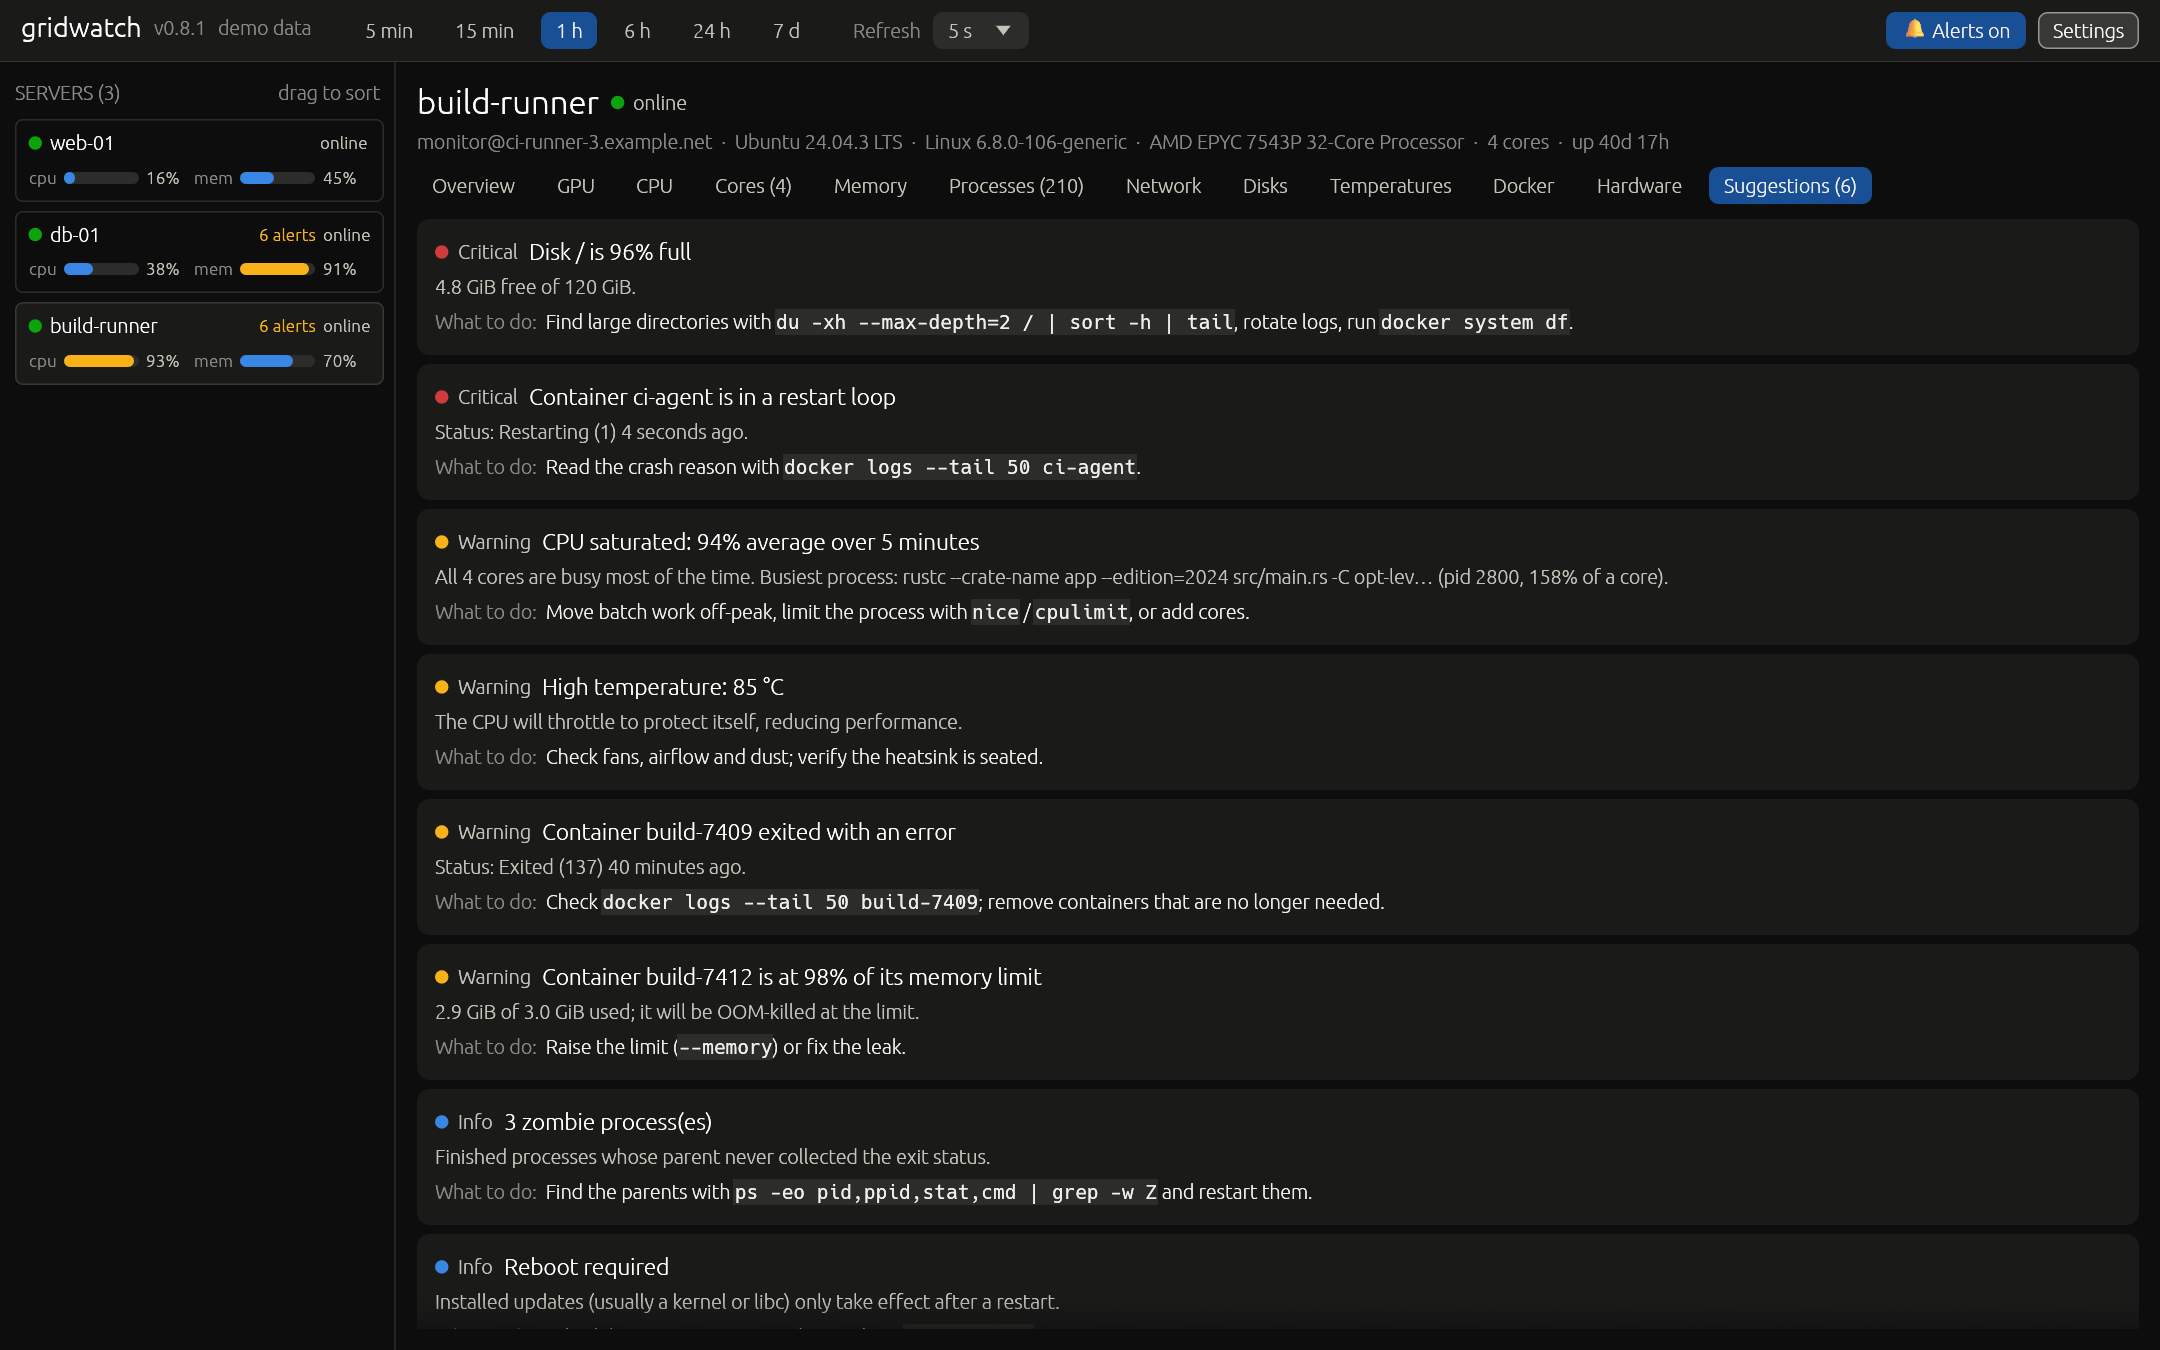 gridwatch v0.8.1 demo data 5 min 15 min 1 h 6 h 24 h 7 d Refresh 5 s Alerts on Settings
SERVERS (3) drag to sort
web-01 online
cpu 16% mem 45%
db-01 6 alerts online
cpu 38% mem 91%
build-runner 6 alerts online
cpu 93% mem 70%
build-runner online
monitor@ci-runner-3.example.net · Ubuntu 24.04.3 LTS · Linux 6.8.0-106-generic · AMD EPYC 7543P 32-Core Processor · 4 cores · up 40d 17h
Overview GPU CPU Cores (4) Memory Processes (210) Network Disks Temperatures Docker Hardware Suggestions (6)
Critical Disk / is 96% full
4.8 GiB free of 120 GiB.
What to do: Find large directories with du -xh --max-depth=2 / | sort -h | tail, rotate logs, run docker system df.
Critical Container ci-agent is in a restart loop
Status: Restarting (1) 4 seconds ago.
What to do: Read the crash reason with docker logs --tail 50 ci-agent.
Warning CPU saturated: 94% average over 5 minutes
All 4 cores are busy most of the time. Busiest process: rustc --crate-name app --edition=2024 src/main.rs -C opt-lev… (pid 2800, 158% of a core).
What to do: Move batch work off-peak, limit the process with nice / cpulimit, or add cores.
Warning High temperature: 85 °C
The CPU will throttle to protect itself, reducing performance.
What to do: Check fans, airflow and dust; verify the heatsink is seated.
Warning Container build-7409 exited with an error
Status: Exited (137) 40 minutes ago.
What to do: Check docker logs --tail 50 build-7409; remove containers that are no longer needed.
Warning Container build-7412 is at 98% of its memory limit
2.9 GiB of 3.0 GiB used; it will be OOM-killed at the limit.
What to do: Raise the limit (--memory) or fix the leak.
Info 3 zombie process(es)
Finished processes whose parent never collected the exit status.
What to do: Find the parents with ps -eo pid,ppid,stat,cmd | grep -w Z and restart them.
Info Reboot required
Installed updates (usually a kernel or libc) only take effect after a restart.